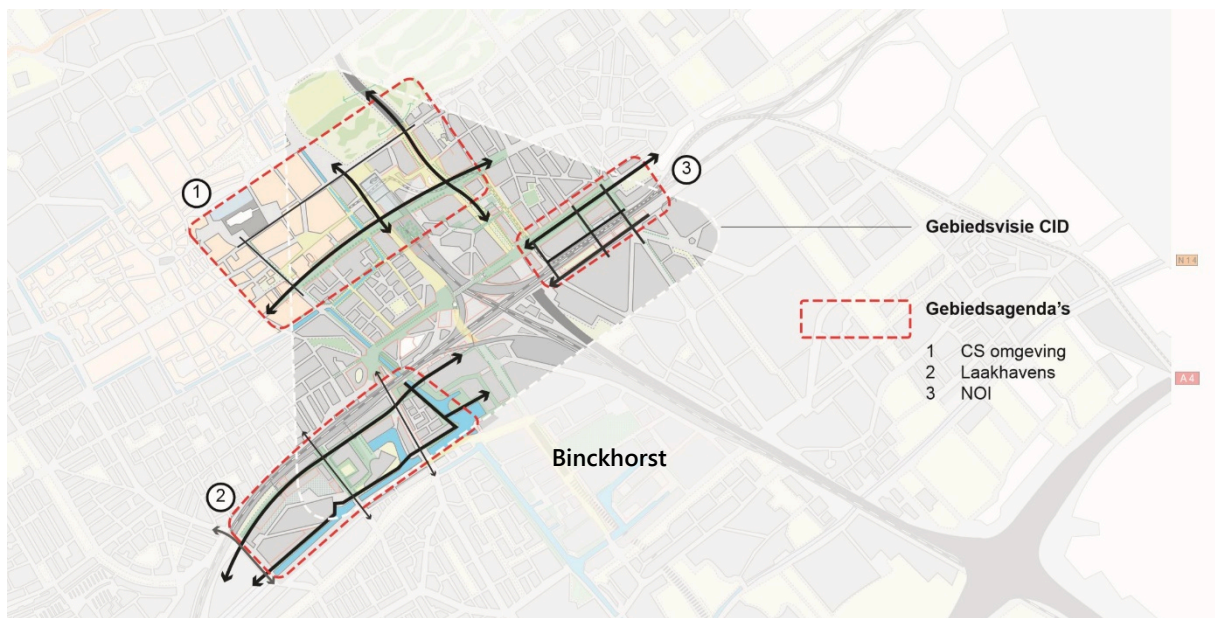 1
3
Gebiedsvisie CID
N14
Gebiedsagenda's
1 CS omgeving
2 Laakhavens
3 NOI
A4
Binckhorst
2